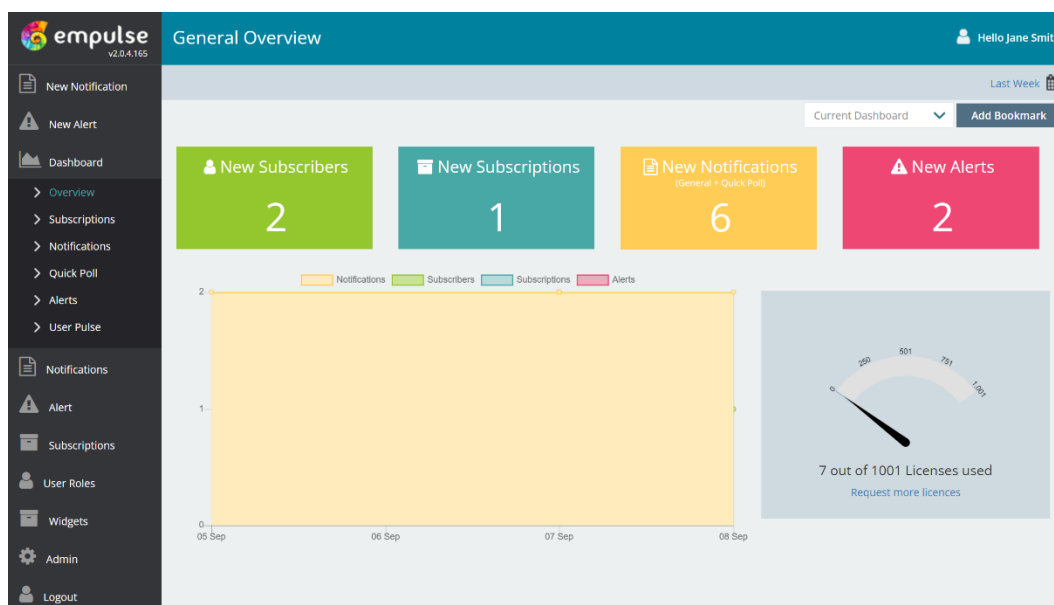 empulse
v2.0.4.165
General Overview
Hello Jane Smit
New Notification
New Alert
Dashboard
Overview
Subscriptions
Notifications
Quick Poll
Alerts
User Pulse
Notifications
Alert
Subscriptions
User Roles
Widgets
Admin
Logout
Last Week
Current Dashboard
Add Bookmark
New Subscribers
2
New Subscriptions
1
New Notifications
(General + Quick Poll)
6
New Alerts
2
Notifications Subscribers Subscriptions Alerts
2
1
0
05 Sep 06 Sep 07 Sep 08 Sep
0 250 501 751 1,001
7 out of 1001 Licenses used
Request more licences